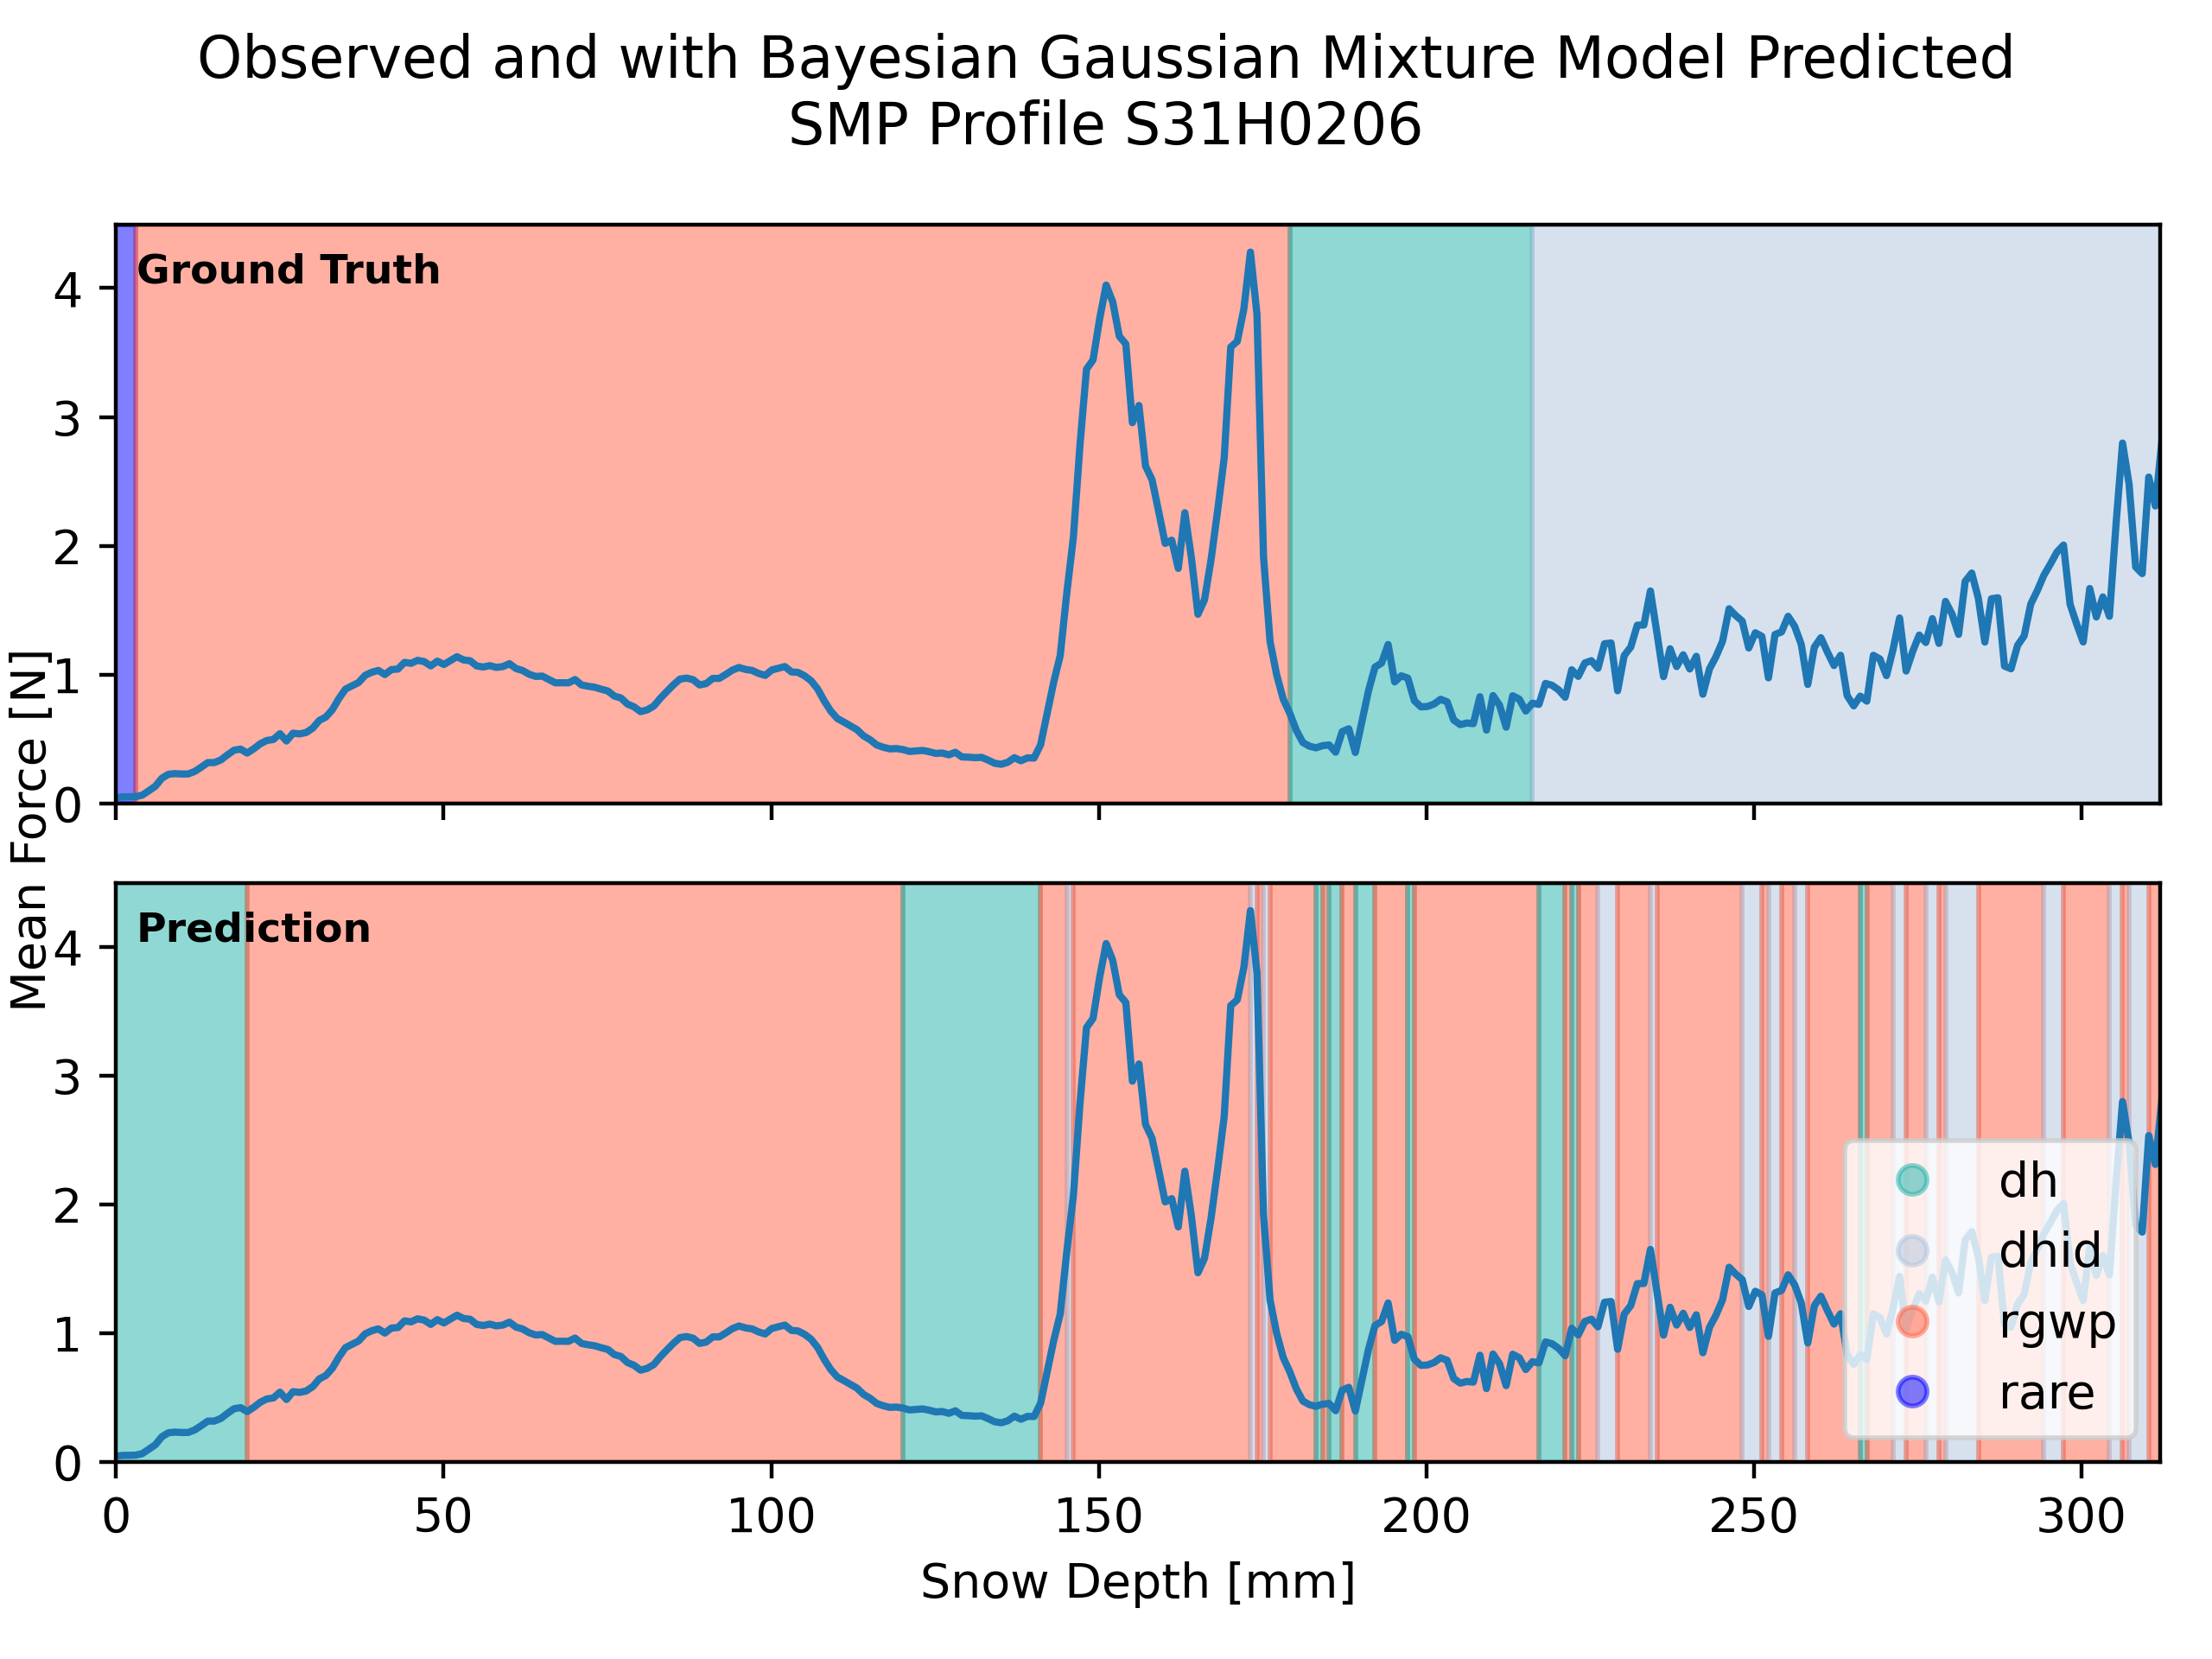 Observed and with Bayesian Gaussian Mixture Model Predicted
SMP Profile S31H0206
Mean Force [N]
Ground Truth
4
3
2
1
0
Prediction
4
3
2
1
0
dh
dhid
rgwp
rare
0 50 100 150 200 250 300
Snow Depth [mm]